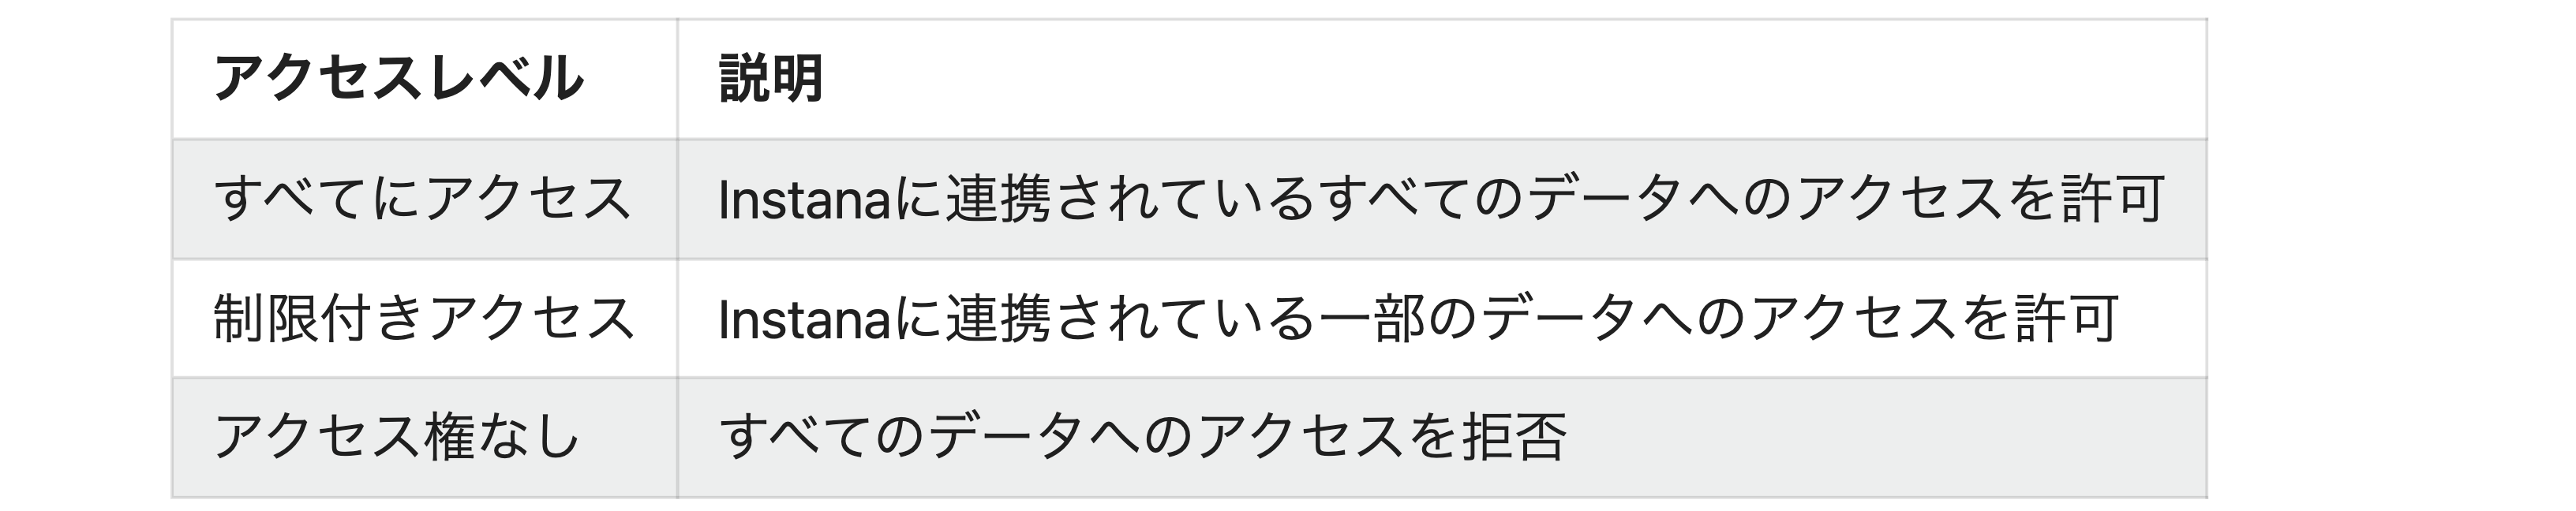 アクセスレベル 説明
すべてにアクセス Instanaに連携されているすべてのデータへのアクセスを許可
制限付きアクセス Instanaに連携されている一部のデータへのアクセスを許可
アクセス権なし すべてのデータへのアクセスを拒否